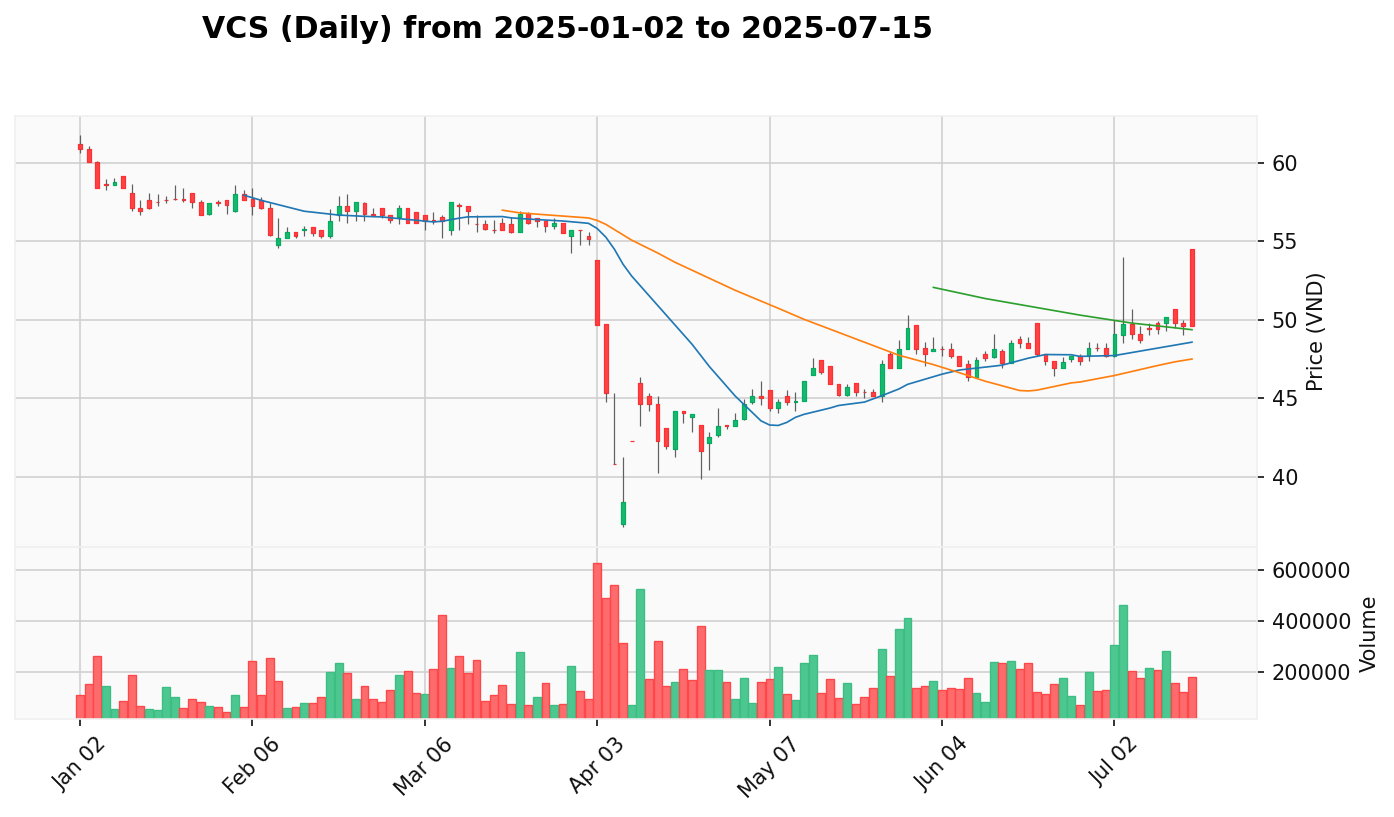 VCS (Daily) from 2025-01-02 to 2025-07-15
60
55
50
45
40
Price (VND)
600000
400000
200000
Volume
Jan 02
Feb 06
Mar 06
Apr 03
May 07
Jun 04
Jul 02